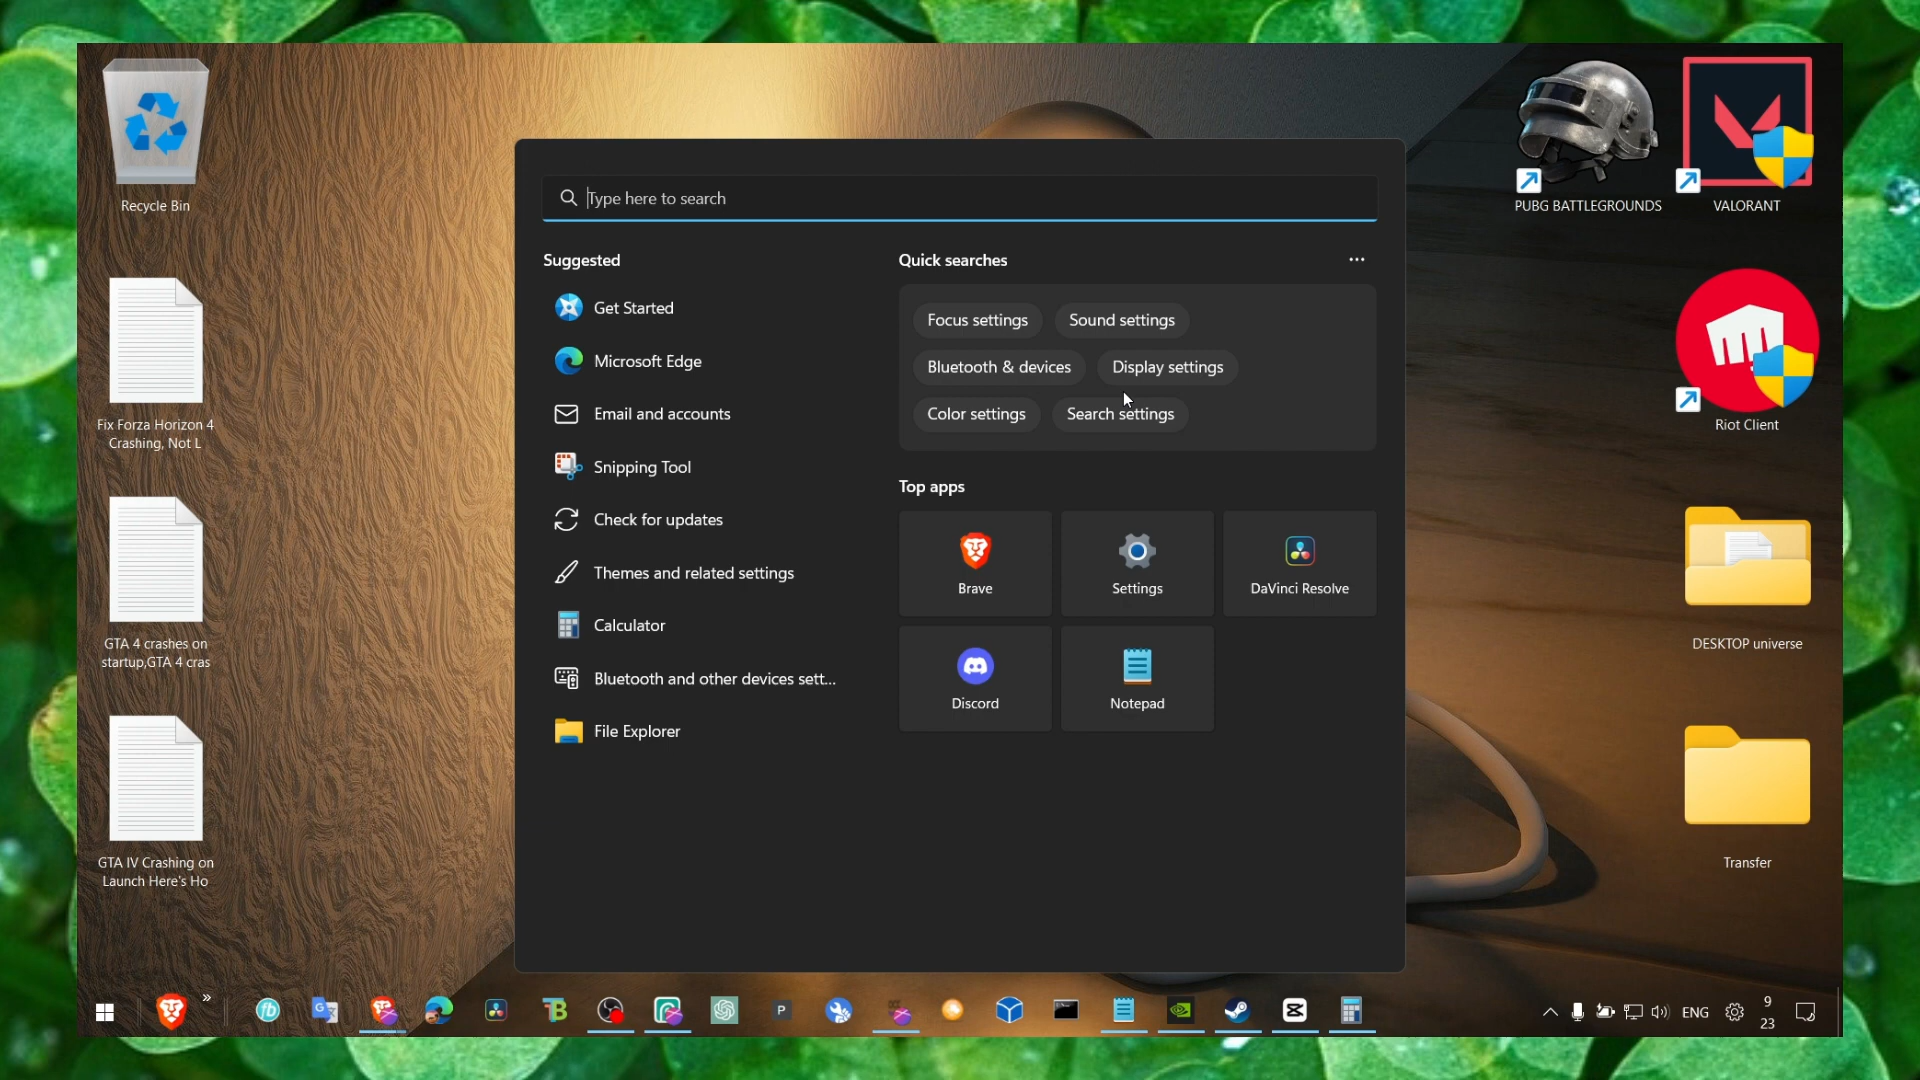 Recycle Bin
Fix Forza Horizon 4
Crashing, Not L
GTA 4 crashes on
startup,GTA 4 cras
GTA IV Crashing on
Launch Here's Ho
Type here to search
Suggested
Get Started
Microsoft Edge
Email and accounts
Snipping Tool
Check for updates
Themes and related settings
Calculator
Bluetooth and other devices sett...
File Explorer
Quick searches
Focus settings
Sound settings
Bluetooth & devices
Display settings
Color settings
Search settings
Top apps
Brave
Settings
DaVinci Resolve
Discord
Notepad
PUBG BATTLEGROUNDS
VALORANT
Riot Client
DESKTOP universe
Transfer
ENG
9
23